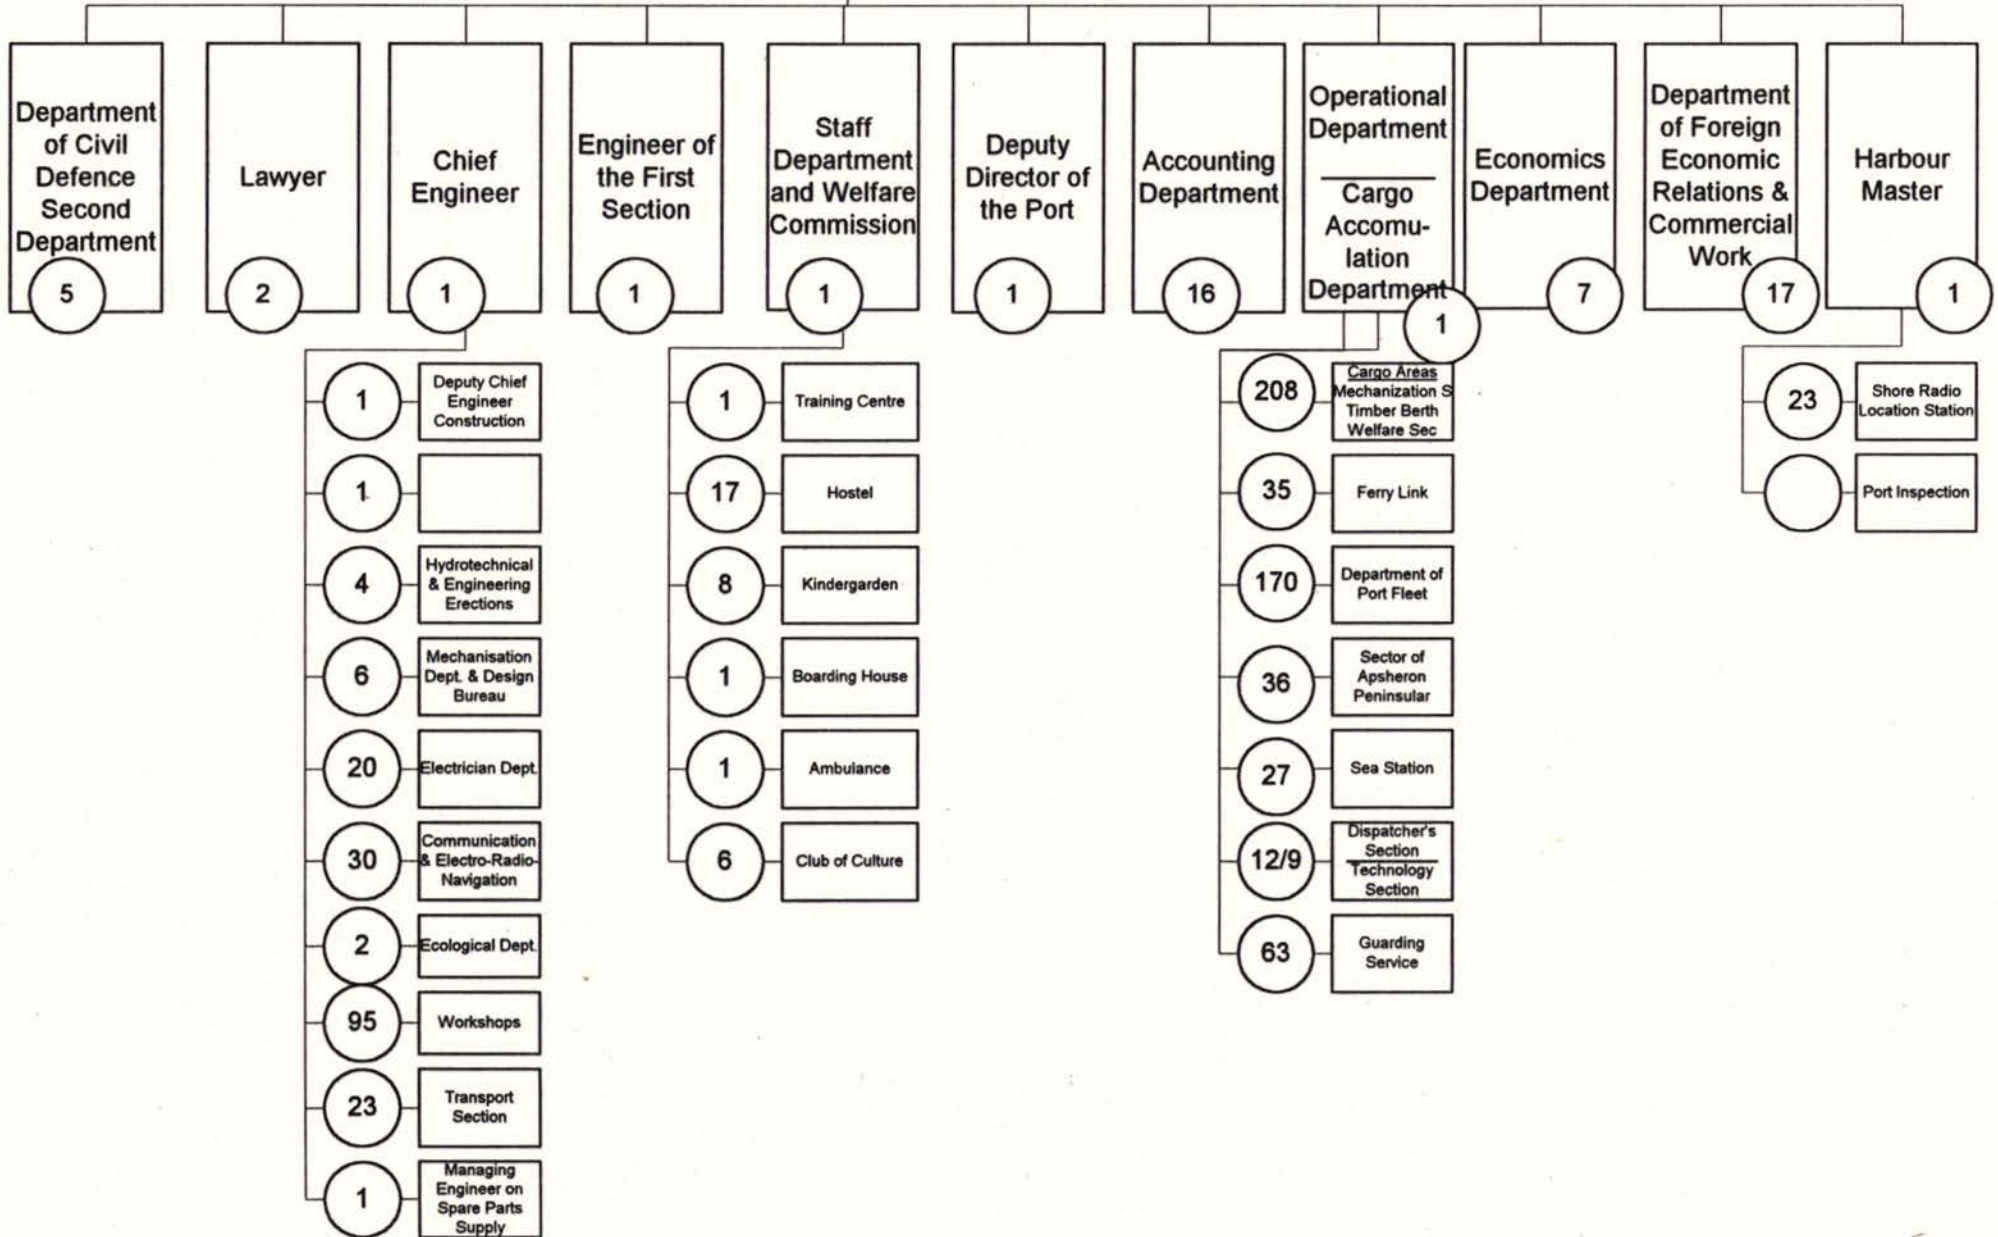 Department
of Civil
Defence
Second
Department
5
Lawyer
2
Chief
Engineer
1
Engineer of
the First
Section
1
Staff
Department
and Welfare
Commission
1
Deputy
Director of
the Port
1
Accounting
Department
16
Operational
Department
Cargo
Accomu-
lation
Department
1
Economics
Department
7
Department
of Foreign
Economic
Relations &
Commercial
Work
17
Harbour
Master
1
1
Deputy Chief
Engineer
Construction
1
4
Hydrotechnical
& Engineering
Erections
6
Mechanisation
Dept. & Design
Bureau
20
Electrician Dept.
30
Communication
& Electro-Radio-
Navigation
2
Ecological Dept.
95
Workshops
23
Transport
Section
1
Managing
Engineer on
Spare Parts
Supply
1
Training Centre
17
Hostel
8
Kindergarden
1
Boarding House
1
Ambulance
6
Club of Culture
208
Cargo Areas
Mechanization S
Timber Berth
Welfare Sec
35
Ferry Link
170
Department of
Port Fleet
36
Sector of
Apsheron
Peninsular
27
Sea Station
12/9
Dispatcher's
Section
Technology
Section
63
Guarding
Service
23
Shore Radio
Location Station
Port Inspection